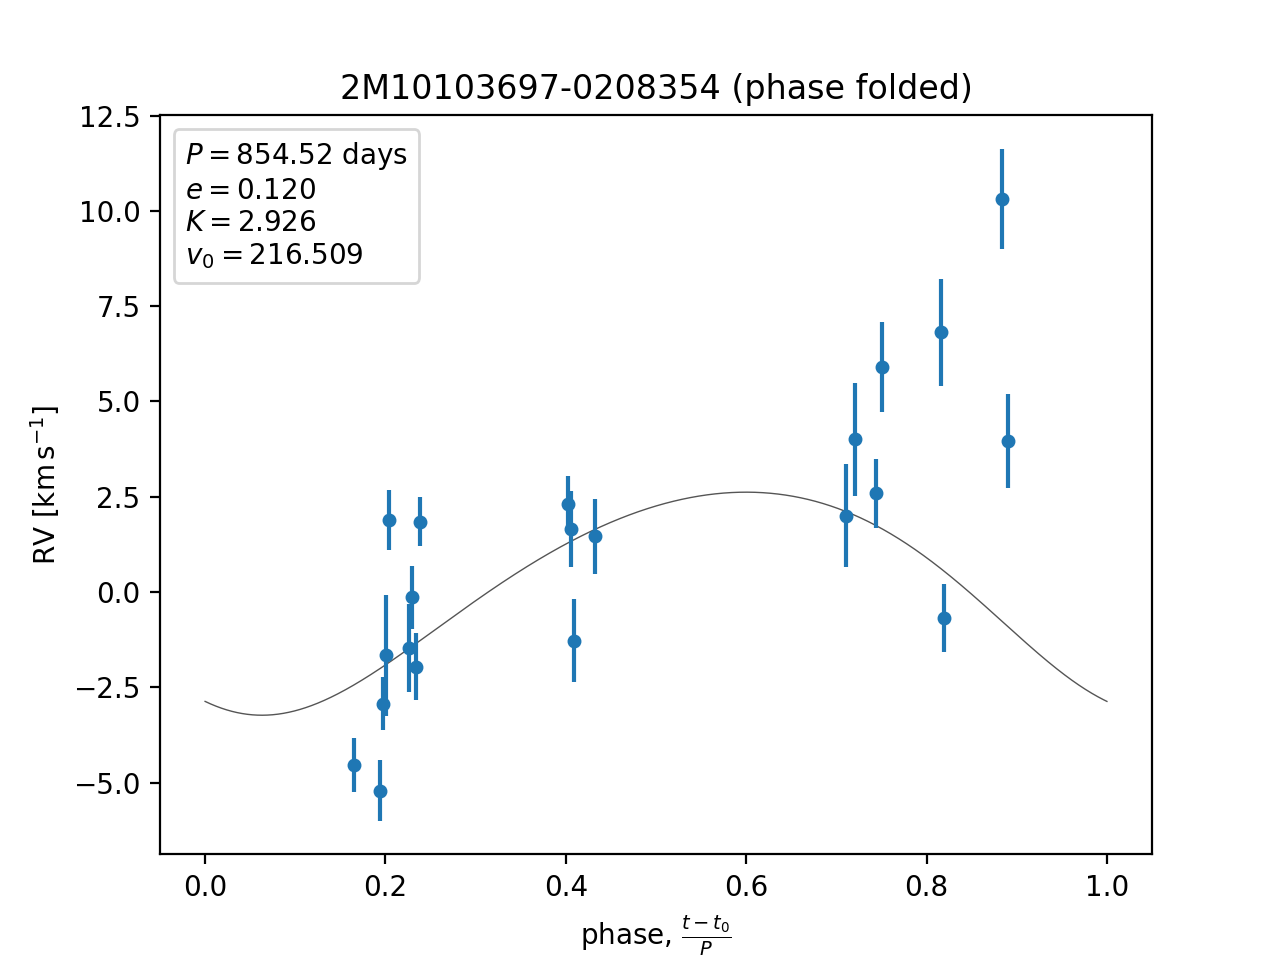 2M10103697-0208354 (phase folded)
P = 854.52 days
e = 0.120
K = 2.926
v₀ = 216.509
12.5
10.0
7.5
5.0
2.5
0.0
−2.5
−5.0
RV [km s⁻¹]
0.0 0.2 0.4 0.6 0.8 1.0
phase, (t − t₀)/P